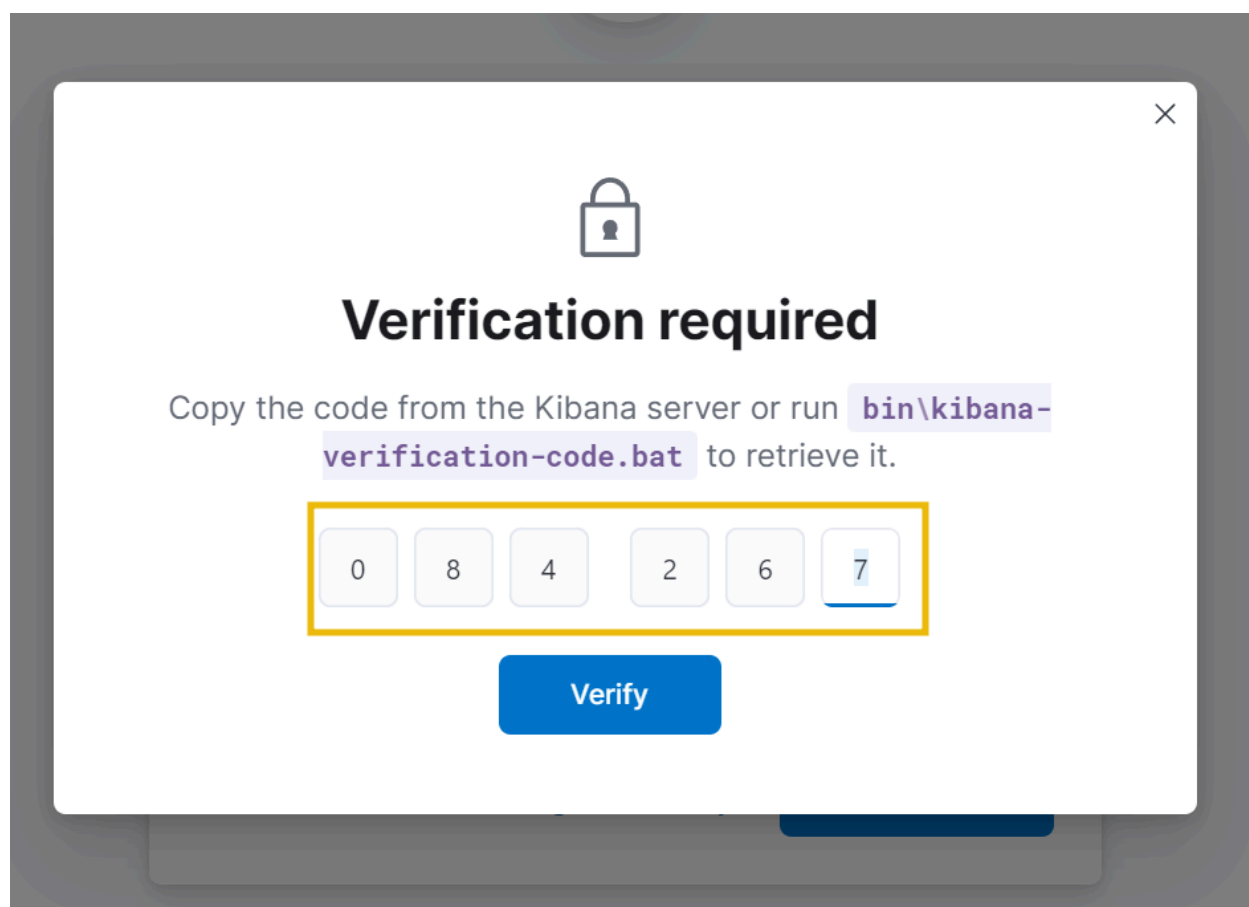 Verification required
Copy the code from the Kibana server or run bin\kibana-
verification-code.bat to retrieve it.
0 8 4 2 6 7
Verify